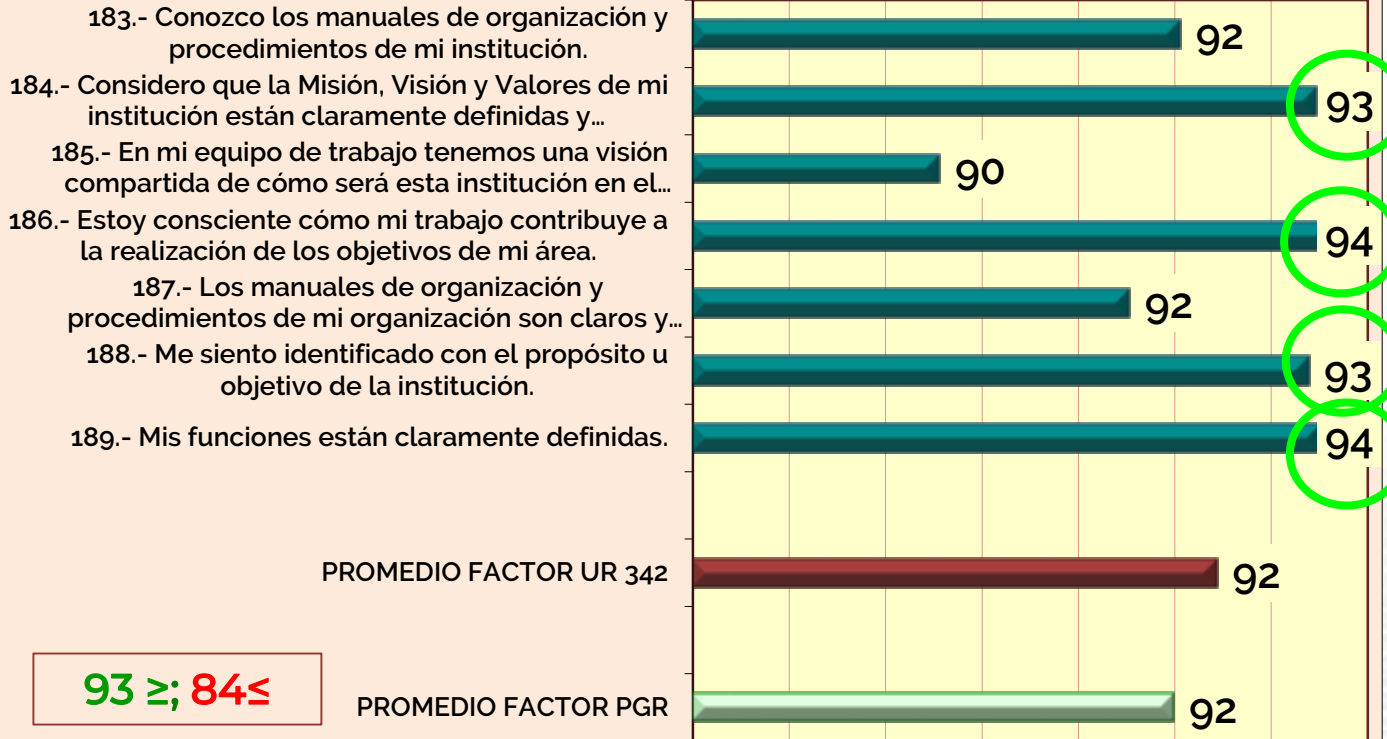 183.- Conozco los manuales de organización y
procedimientos de mi institución.
92
184.- Considero que la Misión, Visión y Valores de mi
institución están claramente definidas y…
93
185.- En mi equipo de trabajo tenemos una visión
compartida de cómo será esta institución en el…
90
186.- Estoy consciente cómo mi trabajo contribuye a
la realización de los objetivos de mi área.
94
187.- Los manuales de organización y
procedimientos de mi organización son claros y…
92
188.- Me siento identificado con el propósito u
objetivo de la institución.
93
189.- Mis funciones están claramente definidas.
94
PROMEDIO FACTOR UR 342
92
93 ≥; 84≤
PROMEDIO FACTOR PGR
92